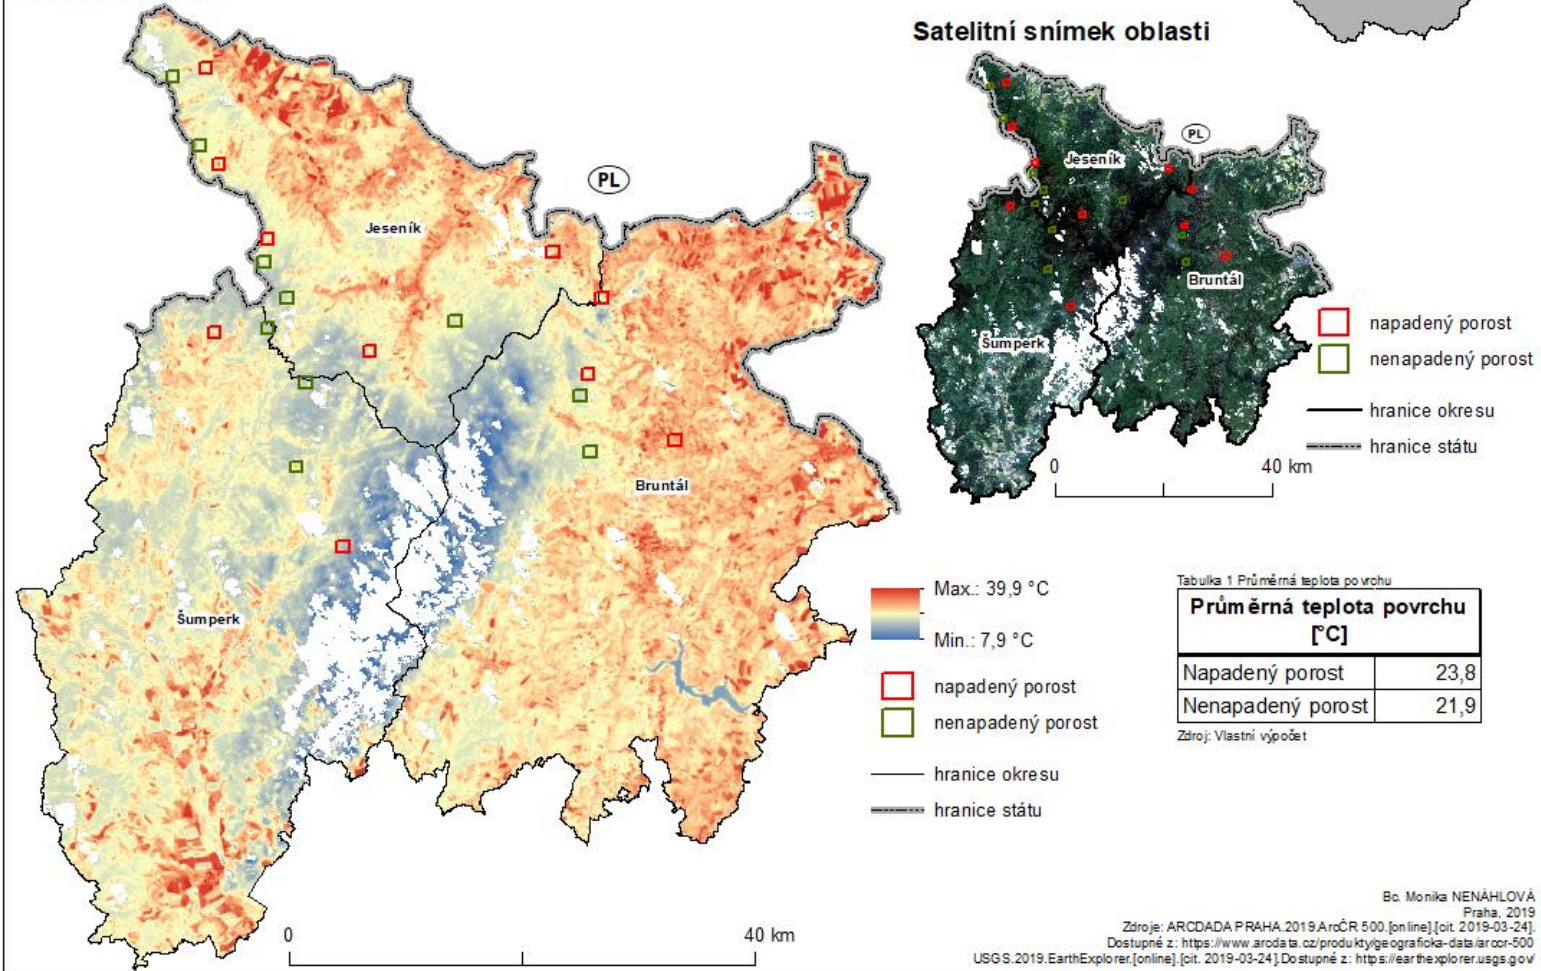 Satelitní snímek oblasti
PL
Jeseník
Bruntál
Šumperk
napadený porost
nenapadený porost
hranice okresu
hranice státu
0 40 km
PL
Jeseník
Bruntál
Šumperk
Max.: 39,9 °C
Min.: 7,9 °C
napadený porost
nenapadený porost
hranice okresu
hranice státu
0 40 km
Tabulka 1 Průměrná teplota povrchu
Průměrná teplota povrchu
[°C]
Napadený porost 23,8
Nenapadený porost 21,9
Zdroj: Vlastní výpočet
Bc. Monika NENÁHLOVÁ
Praha, 2019
Zdroje: ARCDADA PRAHA.2019.ArcČR 500.[online].[cit. 2019-03-24].
Dostupné z: https://www.arcdata.cz/produkty/geograficka-data/arccr-500
USGS.2019.EarthExplorer.[online].[cit. 2019-03-24].Dostupné z: https://earthexplorer.usgs.gov/